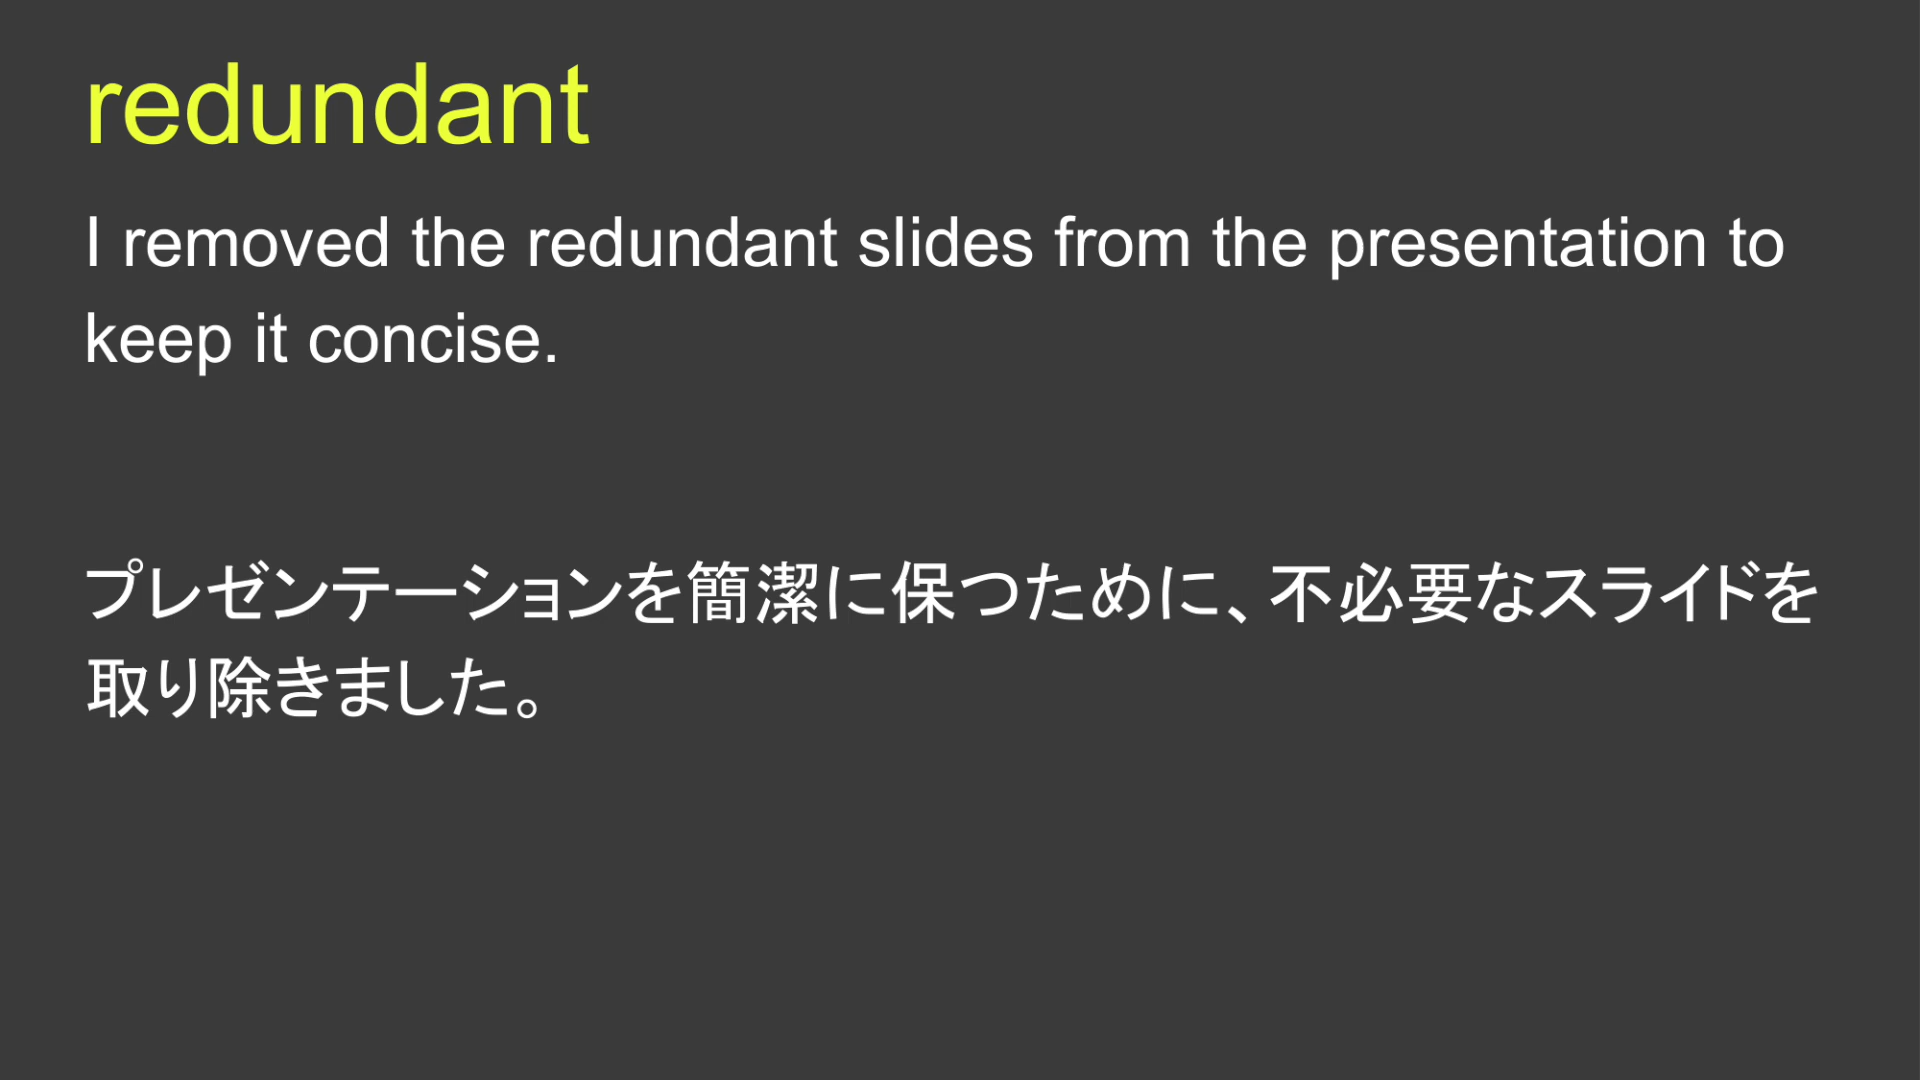 redundant
I removed the redundant slides from the presentation to
keep it concise.
プレゼンテーションを簡潔に保つために、不必要なスライドを
取り除きました。